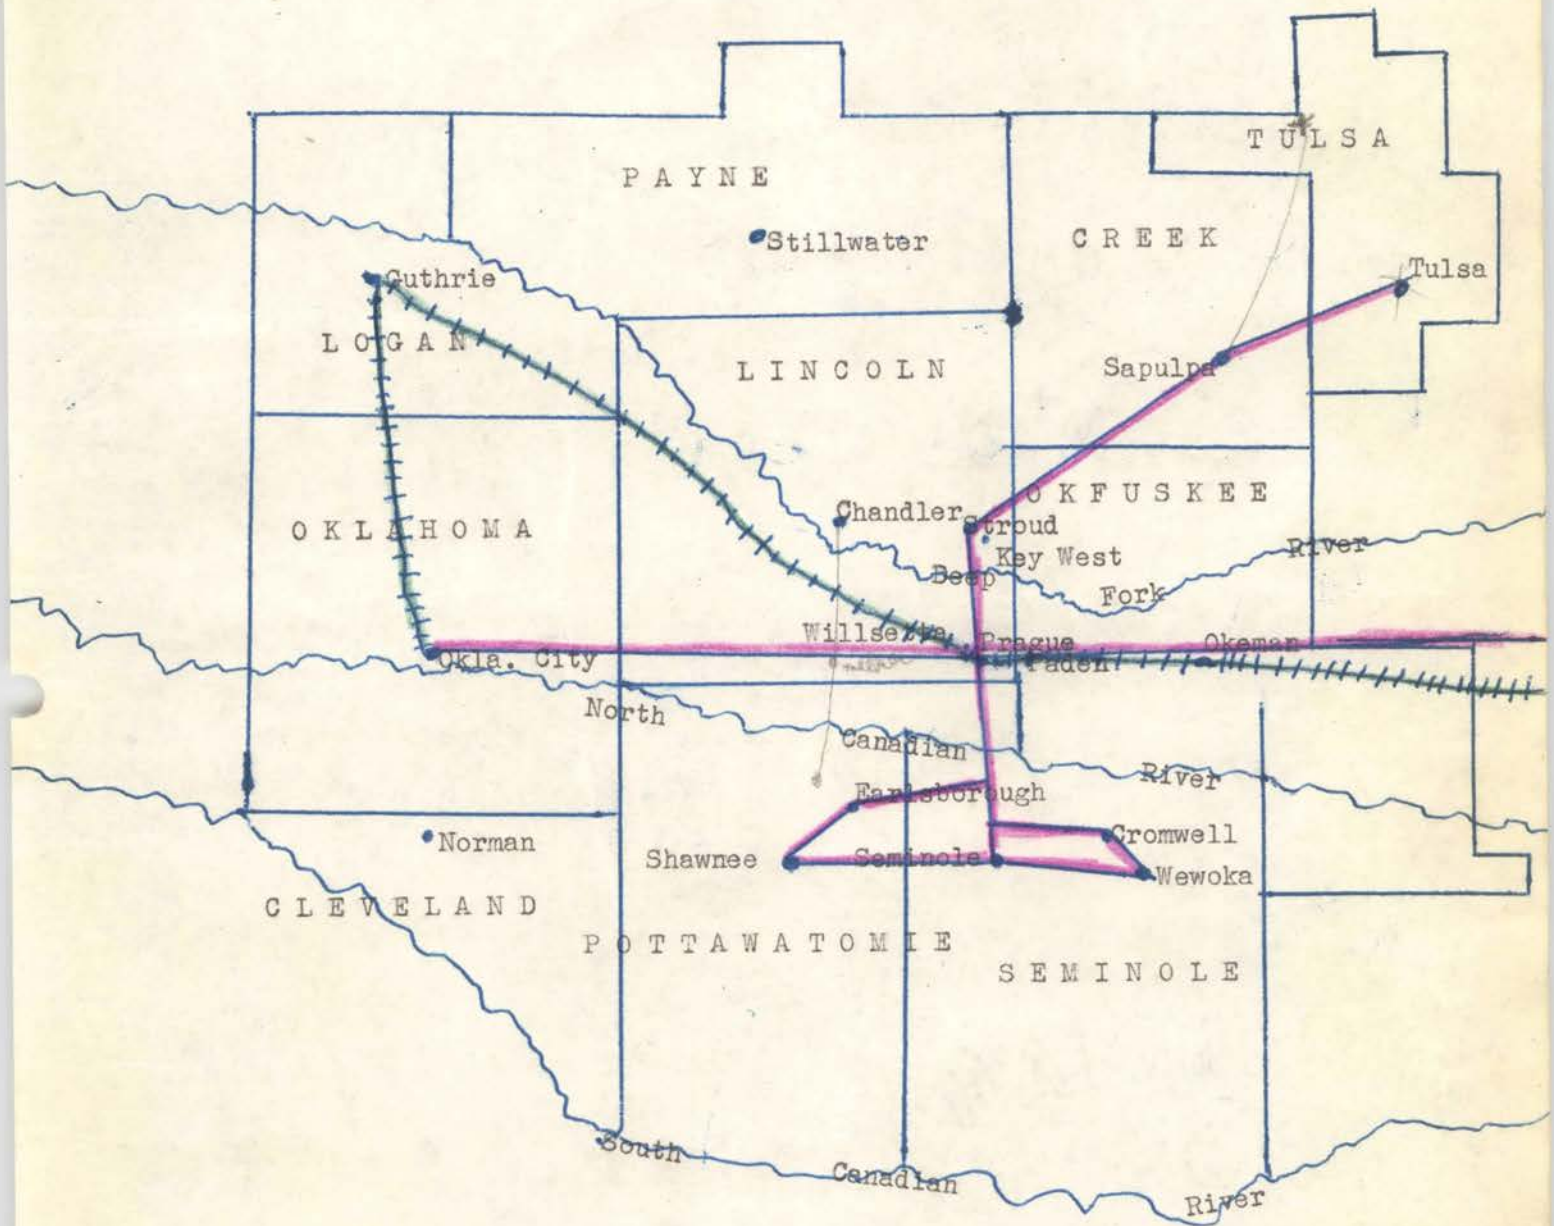 TULSA
PAYNE
Stillwater
CREEK
Tulsa
Guthrie
LOGAN
LINCOLN
Sapulpa
OKFUSKEE
Chandler
Stroud
OKLAHOMA
Key West
River
Deep
Fork
Prague
Okemah
Okla. City
Paden
North
Canadian
River
Earlsborough
Cromwell
Norman
Shawnee
Seminole
Wewoka
CLEVELAND
POTTAWATOMIE
SEMINOLE
South
Canadian
River